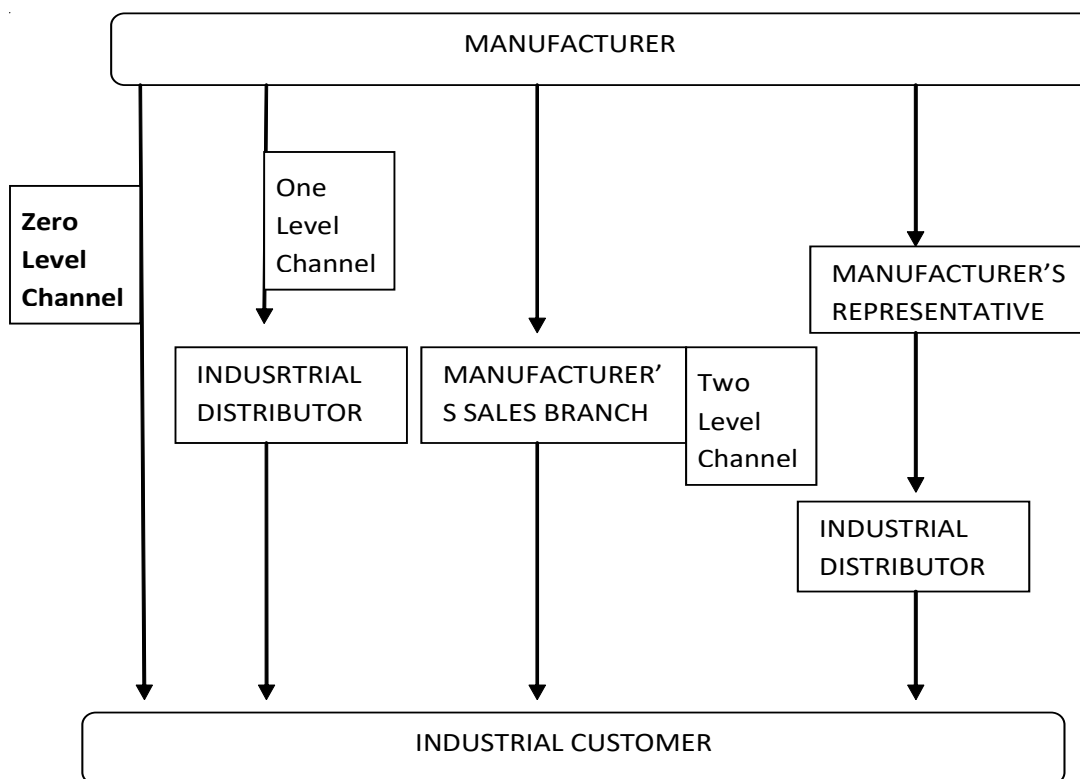 MANUFACTURER
Zero
Level
Channel
One
Level
Channel
MANUFACTURER’S
REPRESENTATIVE
INDUSRTRIAL
DISTRIBUTOR
MANUFACTURER’
S SALES BRANCH
Two
Level
Channel
INDUSTRIAL
DISTRIBUTOR
INDUSTRIAL CUSTOMER